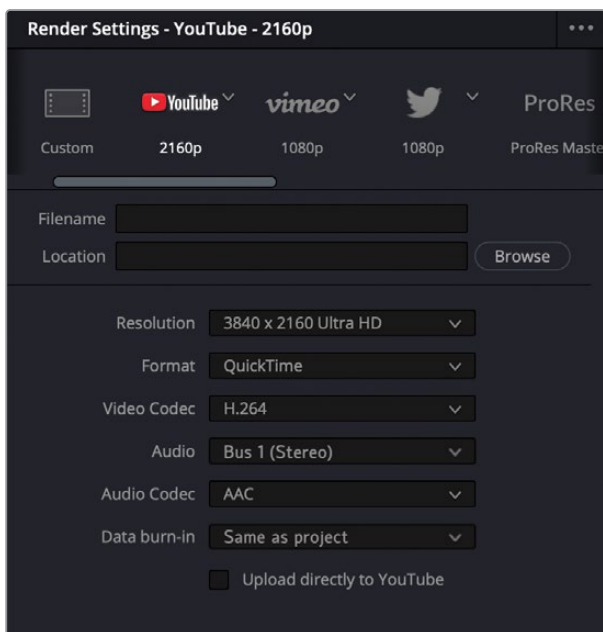 Render Settings - YouTube - 2160p
YouTube vimeo ProRes
Custom 2160p 1080p 1080p ProRes Maste
Filename
Location Browse
Resolution 3840 x 2160 Ultra HD
Format QuickTime
Video Codec H.264
Audio Bus 1 (Stereo)
Audio Codec AAC
Data burn-in Same as project
Upload directly to YouTube